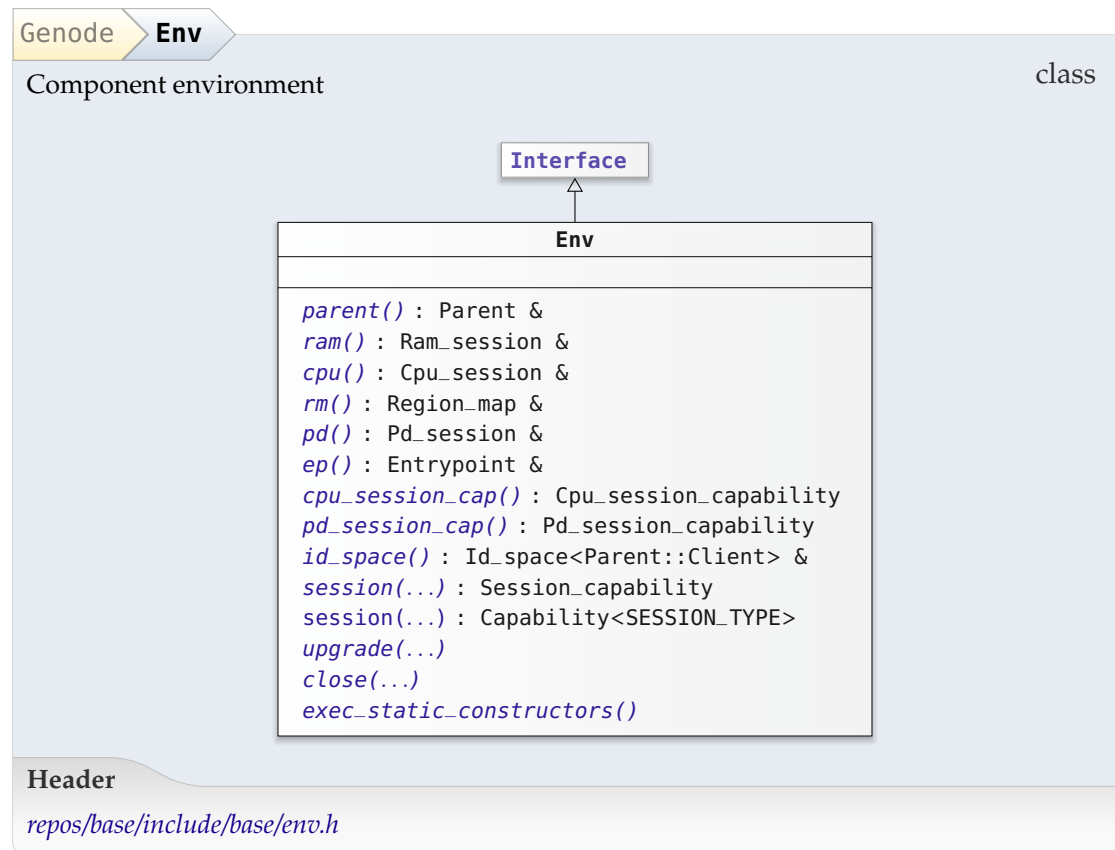 Genode Env
Component environment
class
Interface
Env
parent() : Parent &
ram() : Ram_session &
cpu() : Cpu_session &
rm() : Region_map &
pd() : Pd_session &
ep() : Entrypoint &
cpu_session_cap() : Cpu_session_capability
pd_session_cap() : Pd_session_capability
id_space() : Id_space<Parent::Client> &
session(...) : Session_capability
session(...) : Capability<SESSION_TYPE>
upgrade(...)
close(...)
exec_static_constructors()
Header
repos/base/include/base/env.h